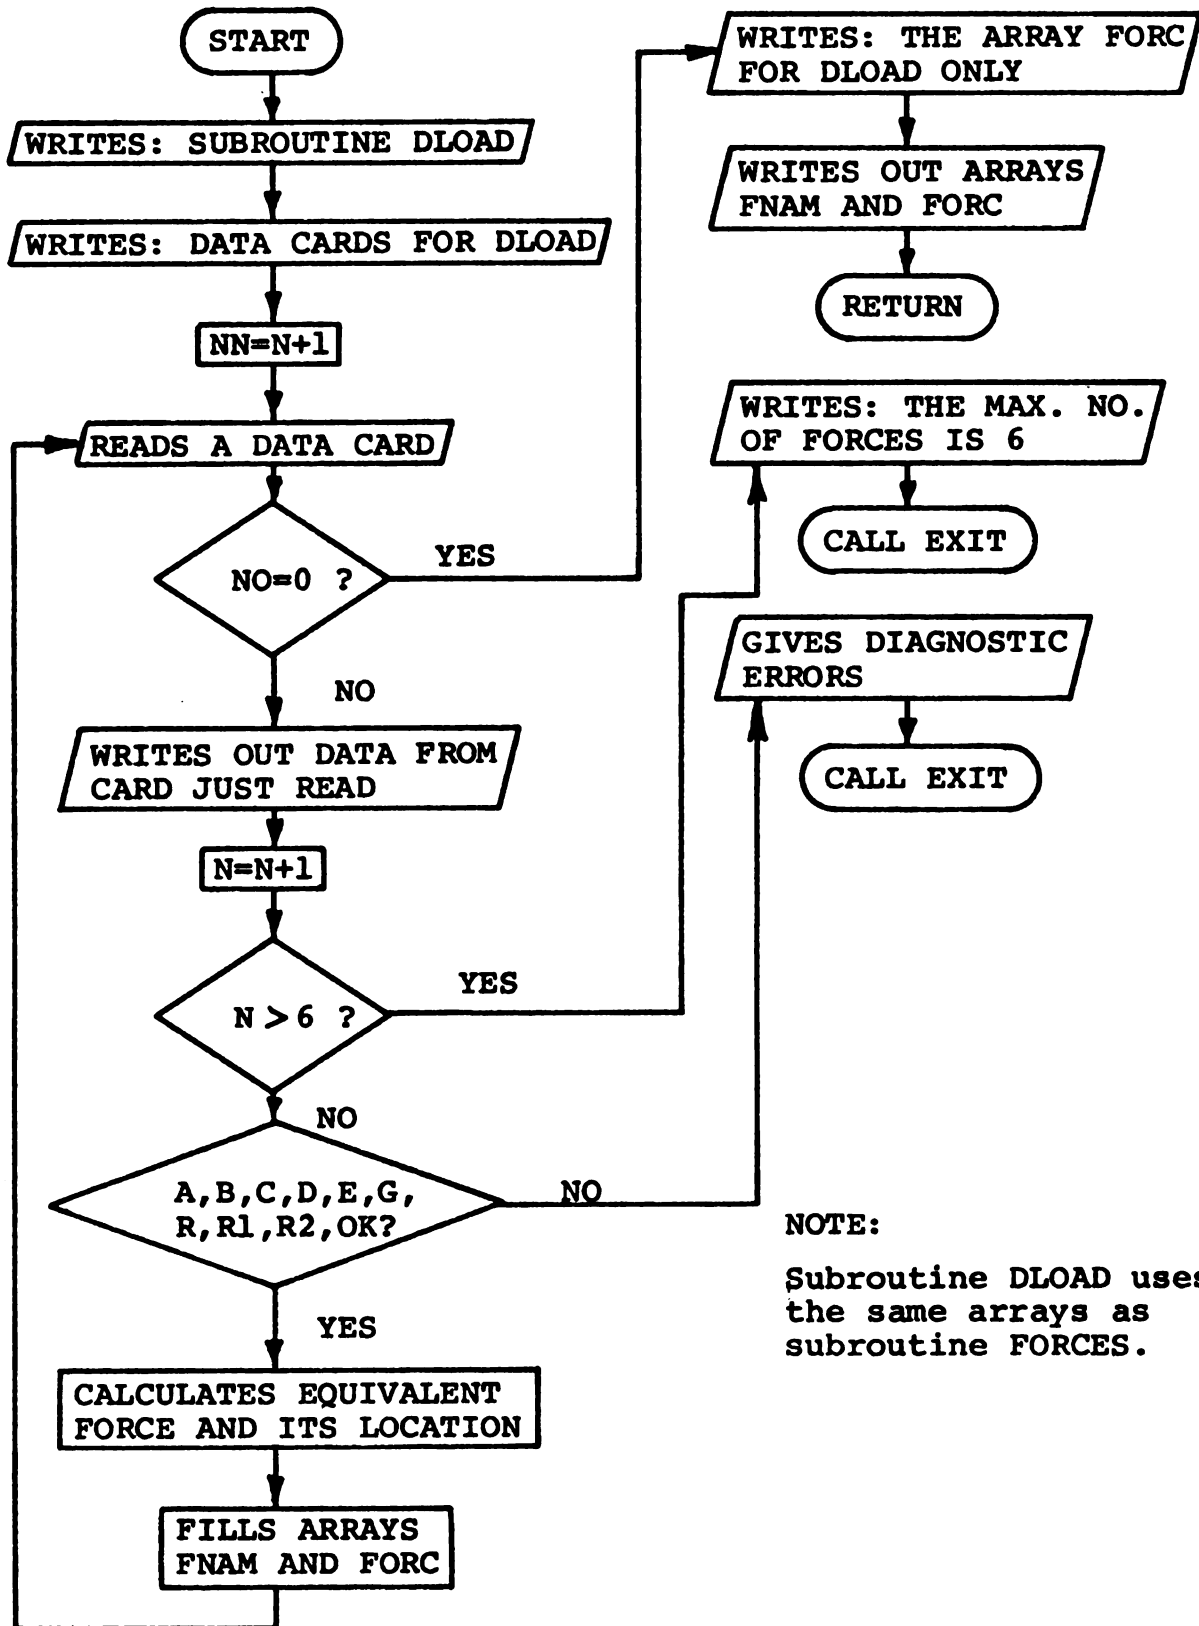 START
WRITES: SUBROUTINE DLOAD
WRITES: DATA CARDS FOR DLOAD
NN=N+1
READS A DATA CARD
NO=0 ?
YES
NO
WRITES OUT DATA FROM
CARD JUST READ
N=N+1
N > 6 ?
YES
NO
A,B,C,D,E,G,
R,R1,R2,OK?
NO
YES
CALCULATES EQUIVALENT
FORCE AND ITS LOCATION
FILLS ARRAYS
FNAM AND FORC
WRITES: THE ARRAY FORC
FOR DLOAD ONLY
WRITES OUT ARRAYS
FNAM AND FORC
RETURN
WRITES: THE MAX. NO.
OF FORCES IS 6
CALL EXIT
GIVES DIAGNOSTIC
ERRORS
CALL EXIT
NOTE:
Subroutine DLOAD uses
the same arrays as
subroutine FORCES.